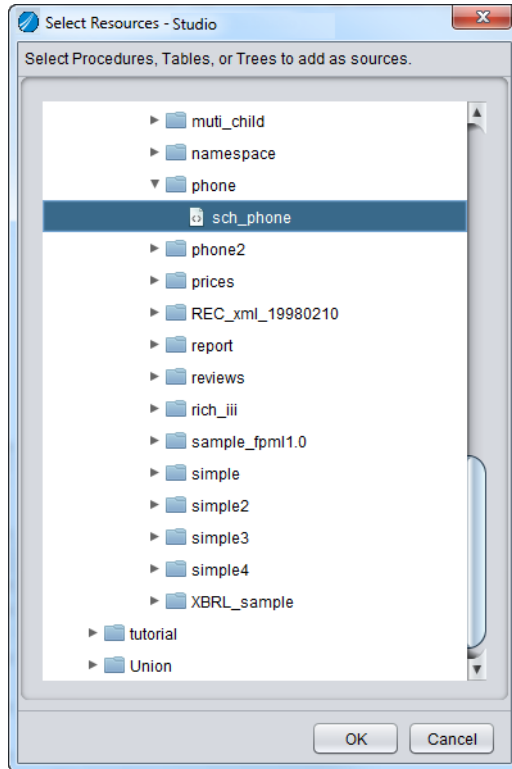 Select Resources - Studio
Select Procedures, Tables, or Trees to add as sources.
muti_child
namespace
phone
sch_phone
phone2
prices
REC_xml_19980210
report
reviews
rich_iii
sample_fpml1.0
simple
simple2
simple3
simple4
XBRL_sample
tutorial
Union
OK Cancel